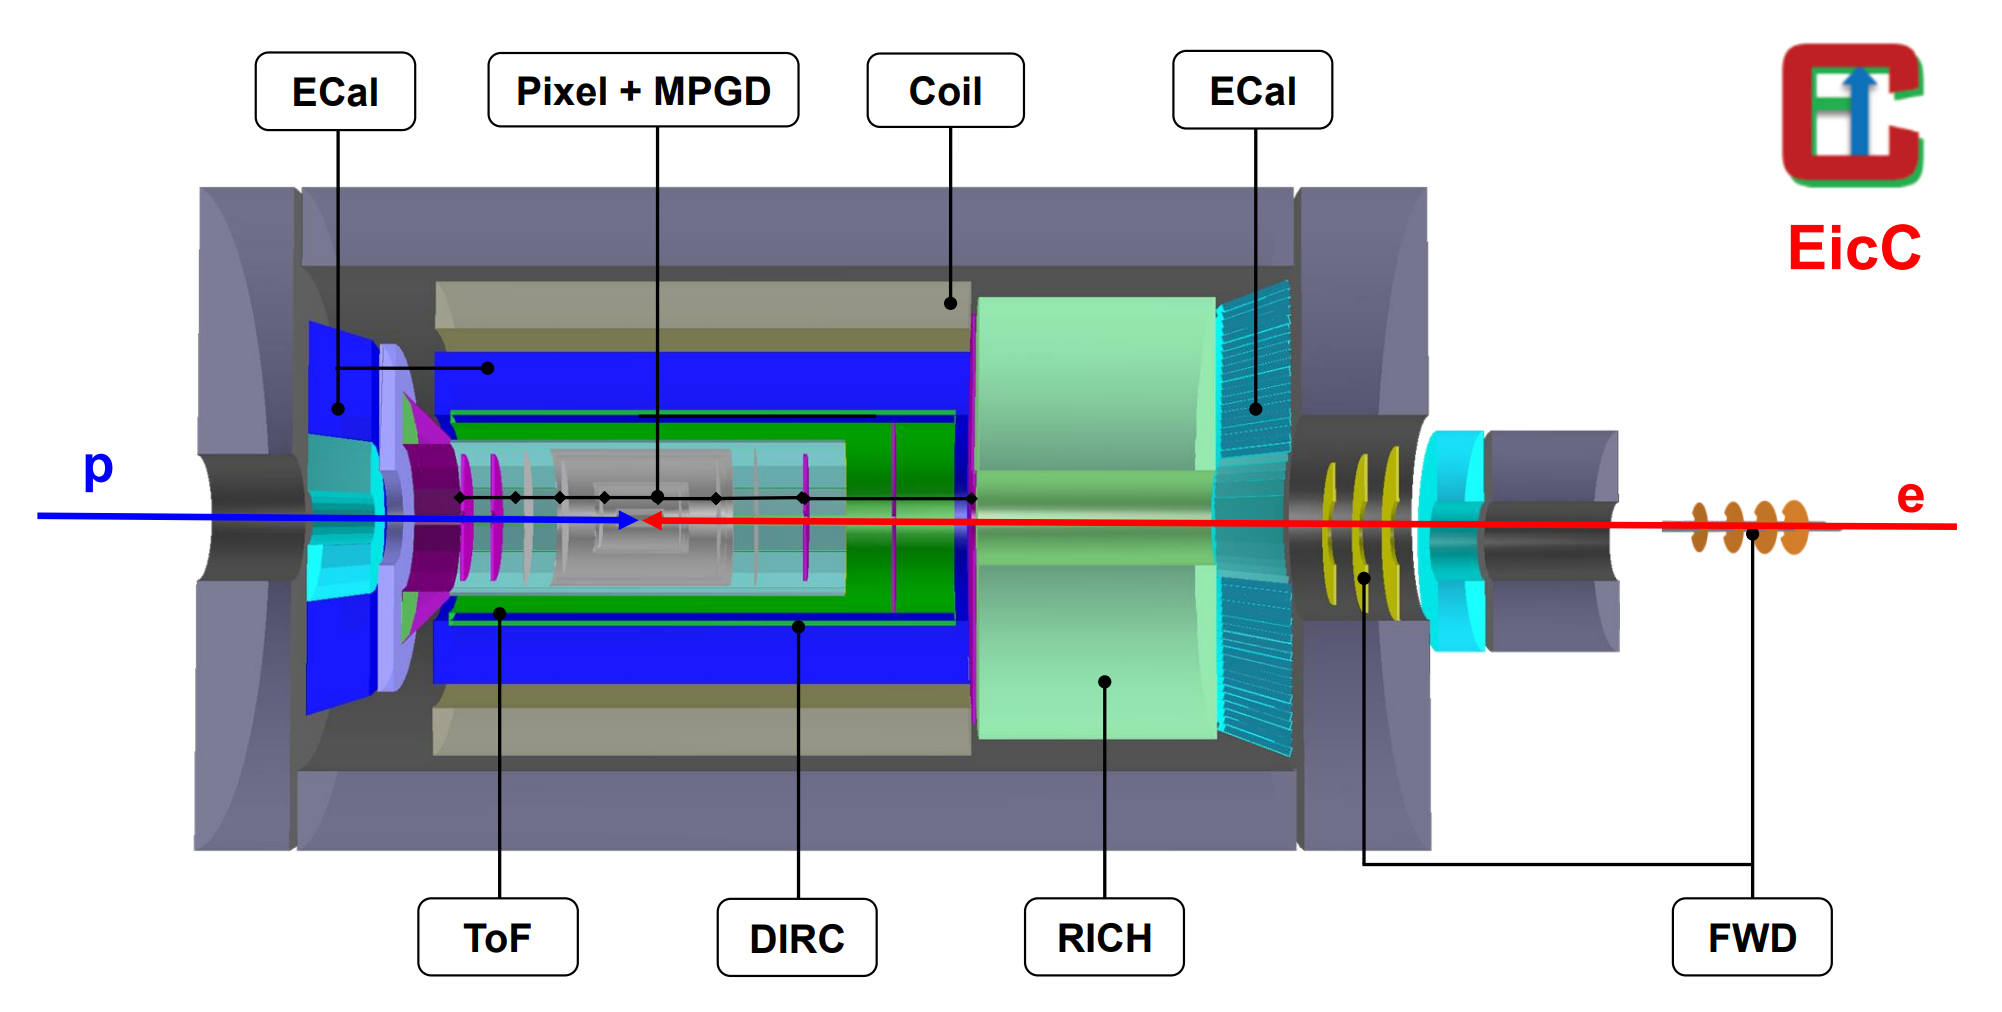 ECal
Pixel + MPGD
Coil
ECal
EicC
p
e
ToF
DIRC
RICH
FWD